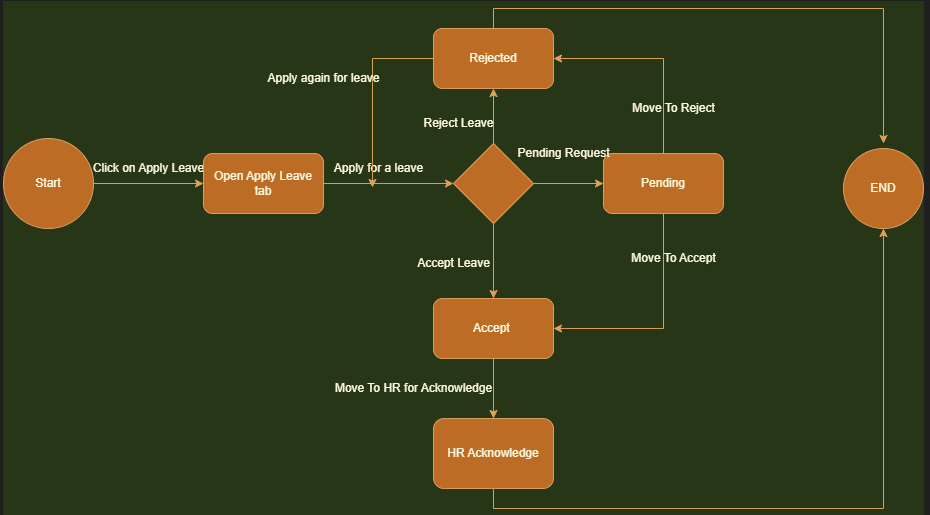 Rejected
Apply again for leave
Move To Reject
Reject Leave
Click on Apply Leave
Apply for a leave
Pending Request
Start
Open Apply Leave
tab
Pending
END
Accept Leave
Move To Accept
Accept
Move To HR for Acknowledge
HR Acknowledge